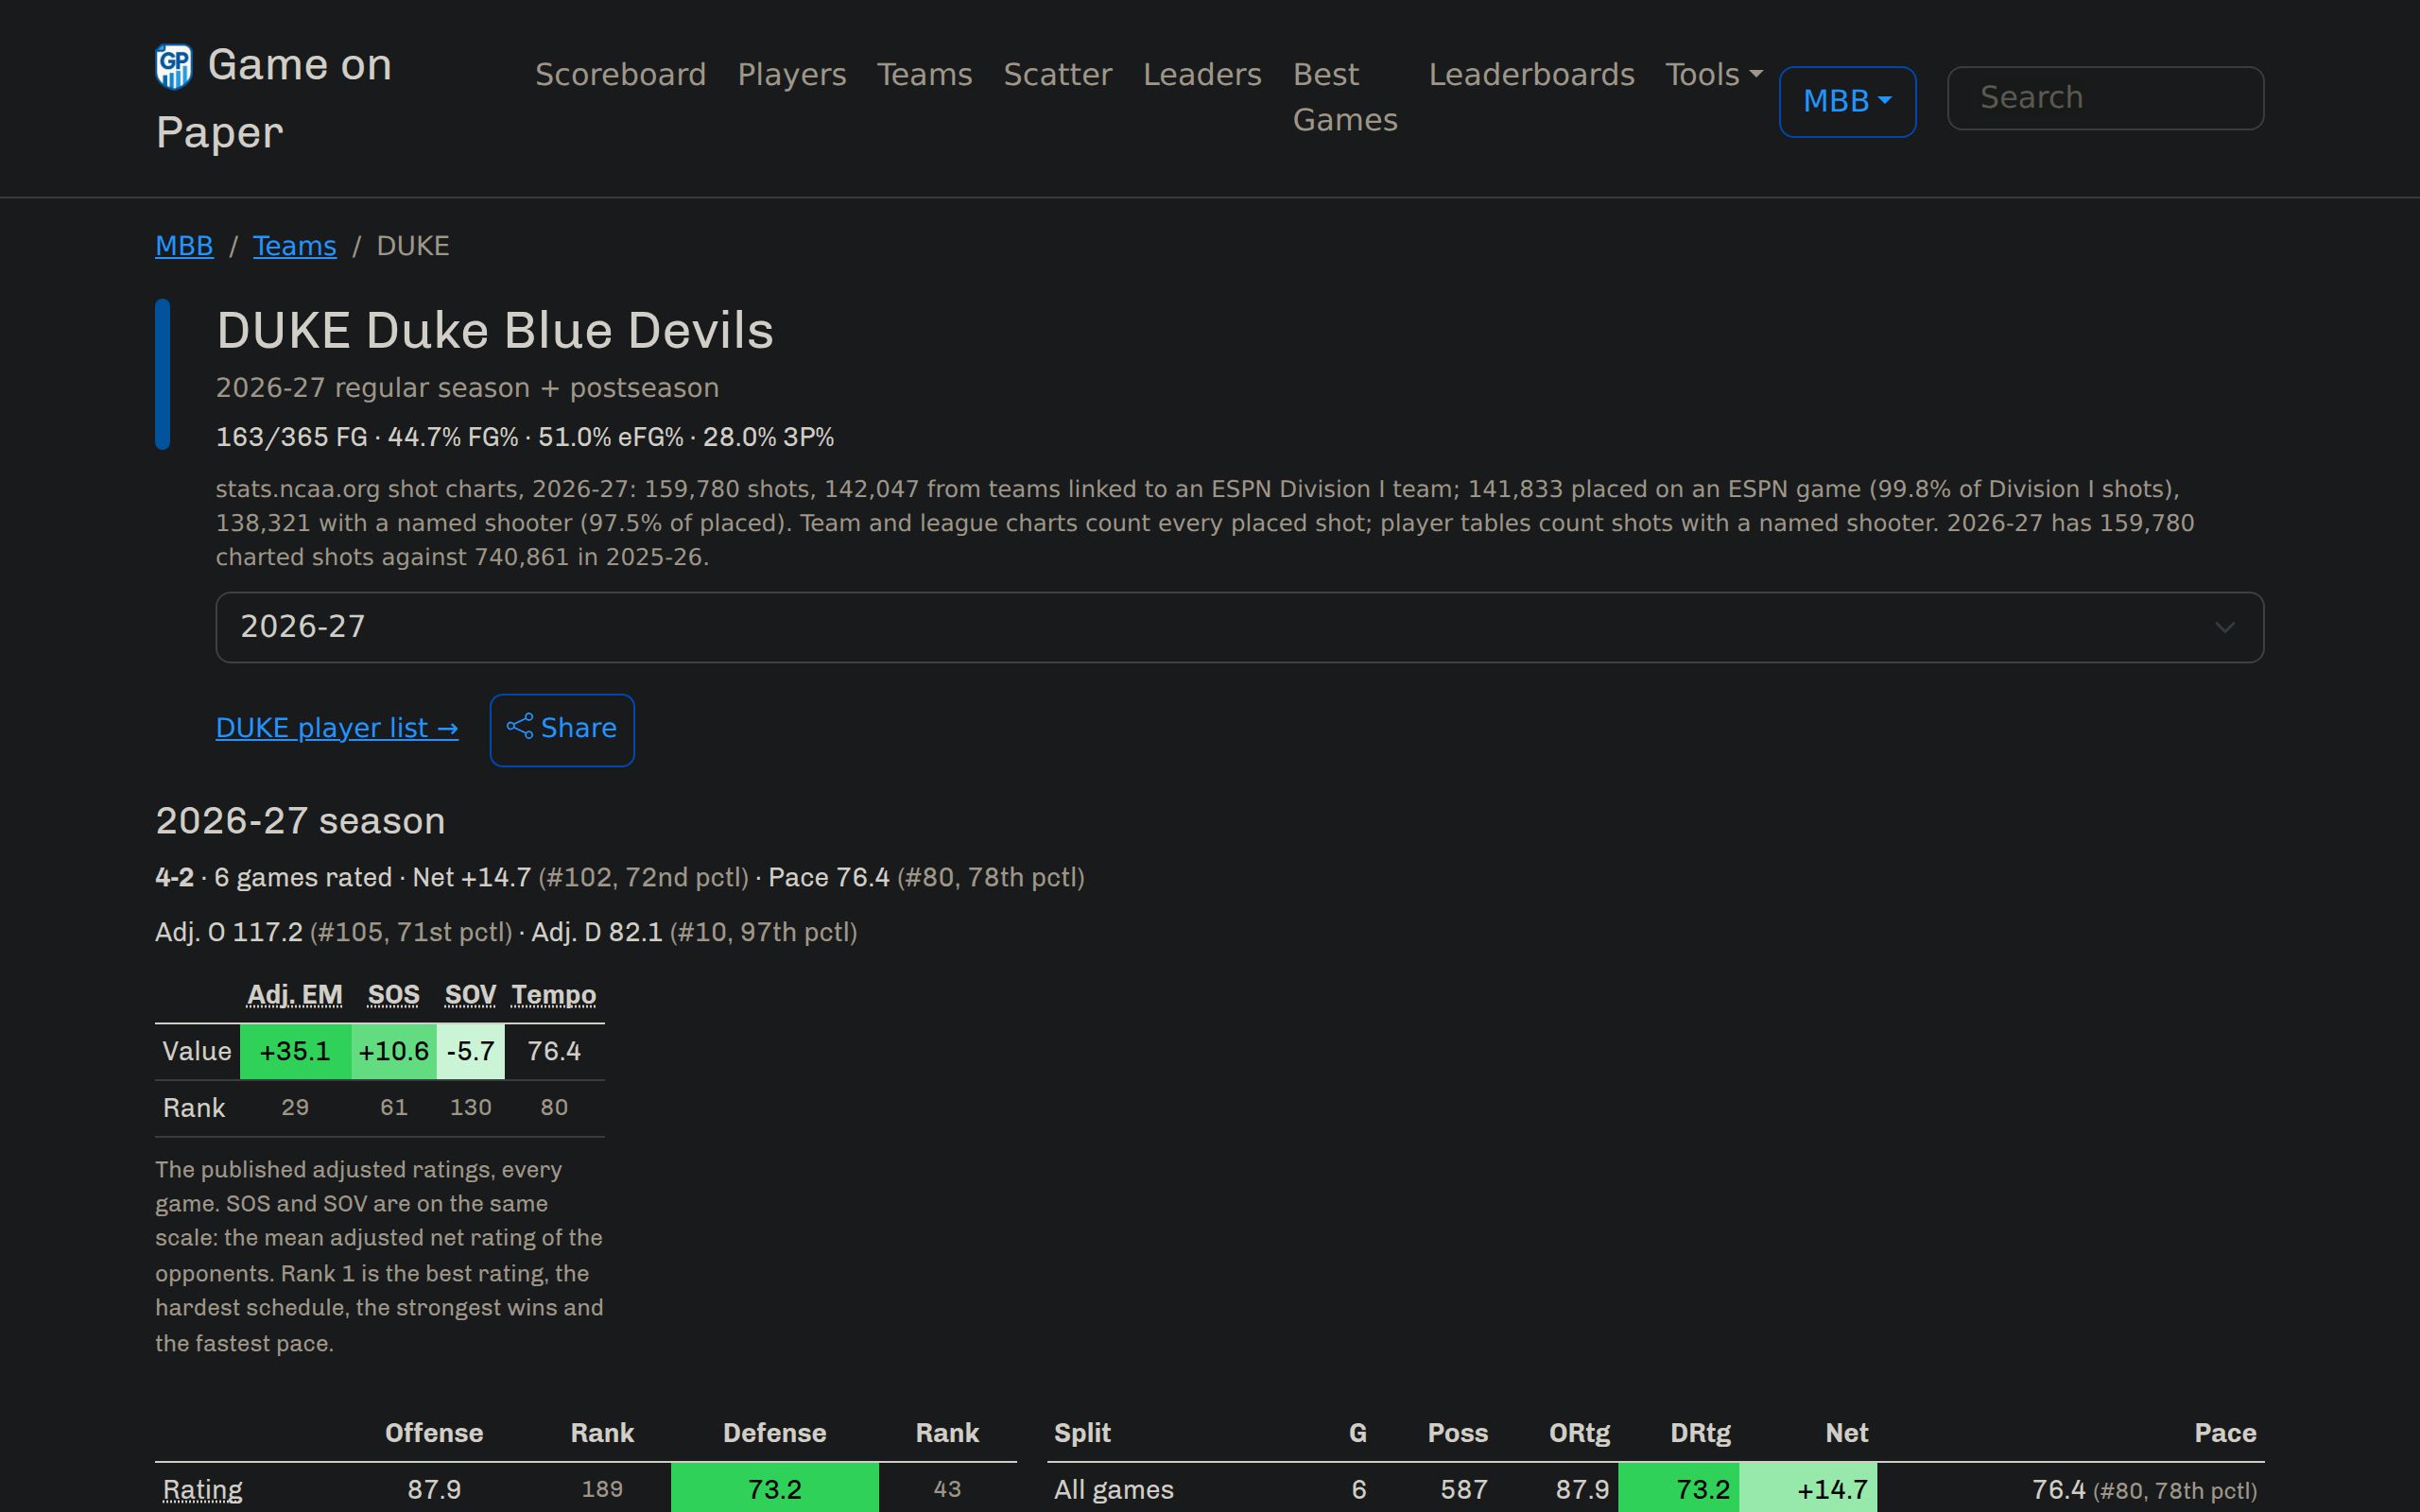 GP Game on Paper
Scoreboard Players Teams Scatter Leaders Best Games Leaderboards Tools MBB Search
MBB / Teams / DUKE
DUKE Duke Blue Devils
2026-27 regular season + postseason
163/365 FG · 44.7% FG% · 51.0% eFG% · 28.0% 3P%
stats.ncaa.org shot charts, 2026-27: 159,780 shots, 142,047 from teams linked to an ESPN Division I team; 141,833 placed on an ESPN game (99.8% of Division I shots),
138,321 with a named shooter (97.5% of placed). Team and league charts count every placed shot; player tables count shots with a named shooter. 2026-27 has 159,780
charted shots against 740,861 in 2025-26.
2026-27
DUKE player list → Share
2026-27 season
4-2 · 6 games rated · Net +14.7 (#102, 72nd pctl) · Pace 76.4 (#80, 78th pctl)
Adj. O 117.2 (#105, 71st pctl) · Adj. D 82.1 (#10, 97th pctl)
Adj. EM SOS SOV Tempo
Value +35.1 +10.6 -5.7 76.4
Rank 29 61 130 80
The published adjusted ratings, every
game. SOS and SOV are on the same
scale: the mean adjusted net rating of the
opponents. Rank 1 is the best rating, the
hardest schedule, the strongest wins and
the fastest pace.
Offense Rank Defense Rank
Rating 87.9 189 73.2 43
Split G Poss ORtg DRtg Net Pace
All games 6 587 87.9 73.2 +14.7 76.4 (#80, 78th pctl)